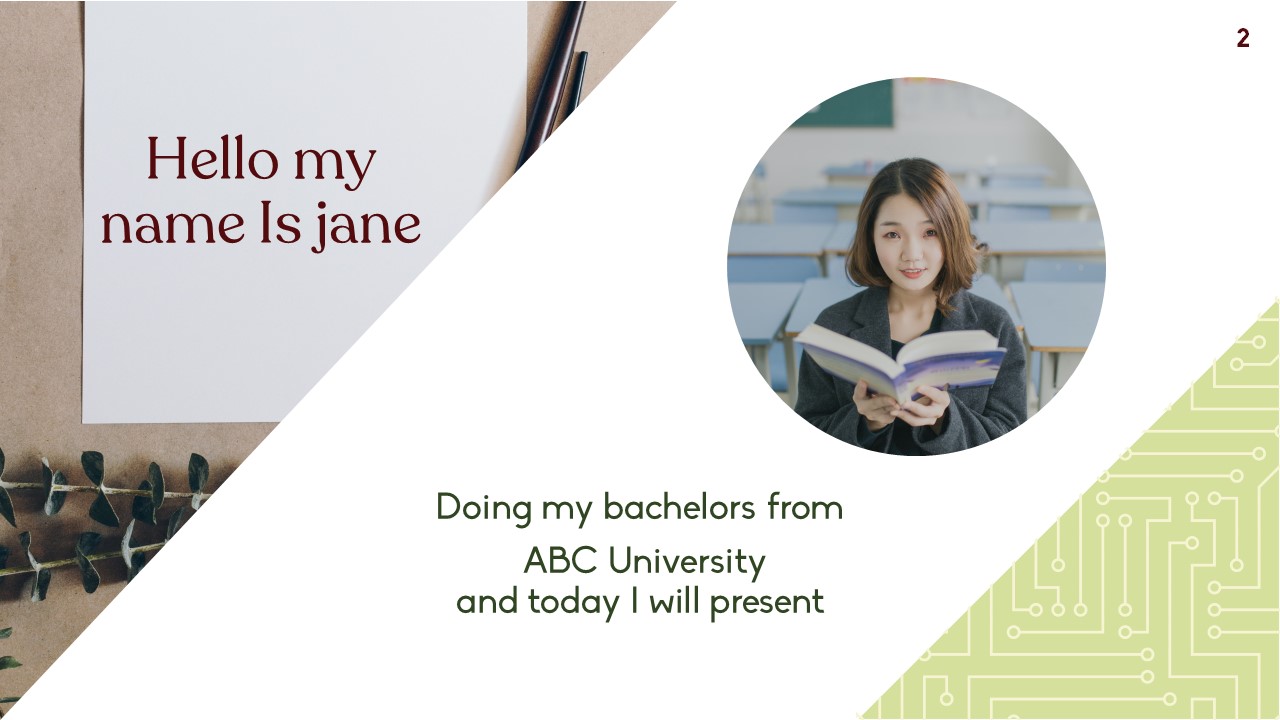 2
Hello my
name Is jane
Doing my bachelors from
ABC University
and today I will present